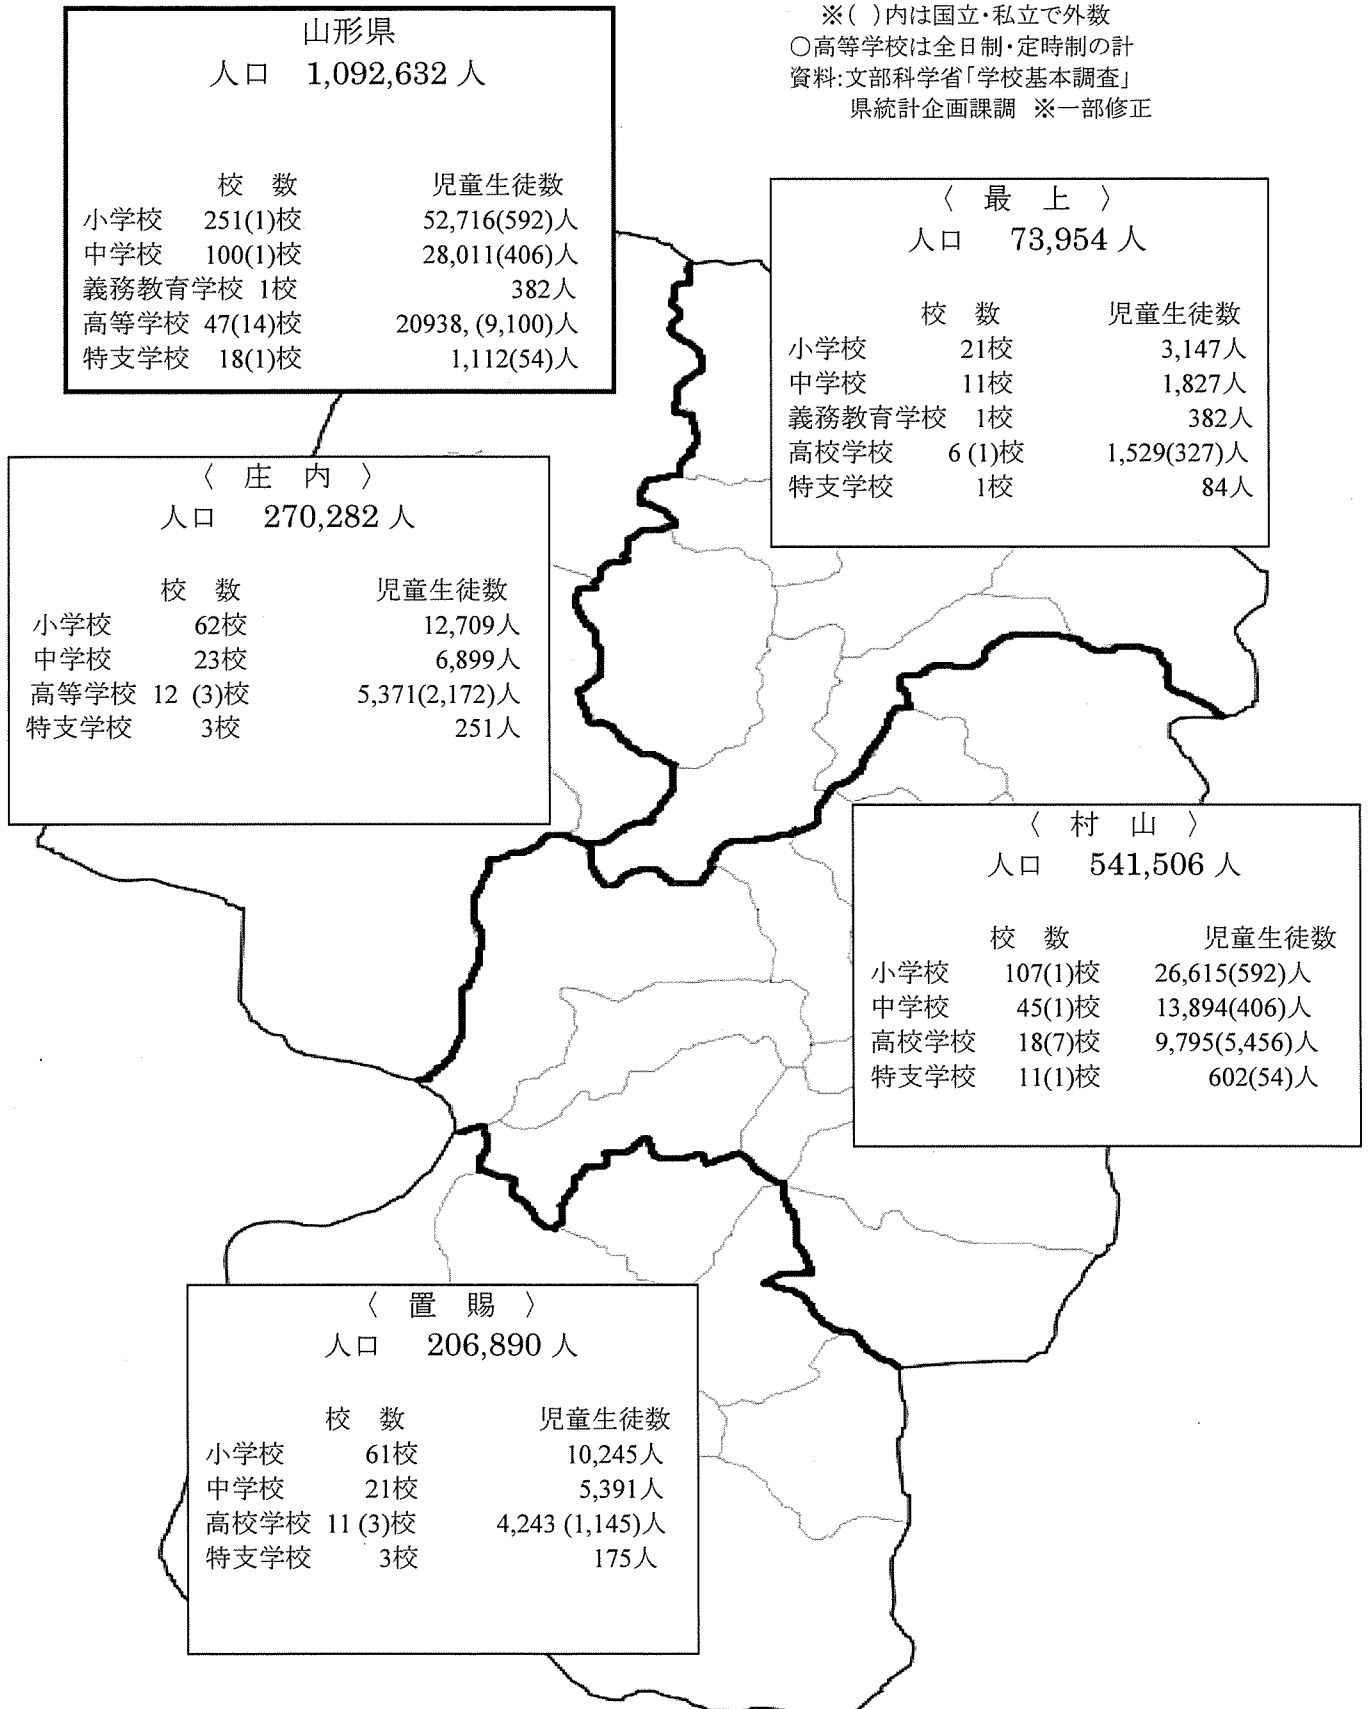 山形県
人口 1,092,632 人
校 数 児童生徒数
小学校 251(1)校 52,716(592)人
中学校 100(1)校 28,011(406)人
義務教育学校 1校 382人
高等学校 47(14)校 20938, (9,100)人
特支学校 18(1)校 1,112(54)人
※( )内は国立・私立で外数
○高等学校は全日制・定時制の計
資料:文部科学省「学校基本調査」
県統計企画課調 ※一部修正
〈 最 上 〉
人口 73,954 人
校 数 児童生徒数
小学校 21校 3,147人
中学校 11校 1,827人
義務教育学校 1校 382人
高校学校 6 (1)校 1,529(327)人
特支学校 1校 84人
〈 庄 内 〉
人口 270,282 人
校 数 児童生徒数
小学校 62校 12,709人
中学校 23校 6,899人
高等学校 12 (3)校 5,371(2,172)人
特支学校 3校 251人
〈 村 山 〉
人口 541,506 人
校 数 児童生徒数
小学校 107(1)校 26,615(592)人
中学校 45(1)校 13,894(406)人
高校学校 18(7)校 9,795(5,456)人
特支学校 11(1)校 602(54)人
〈 置 賜 〉
人口 206,890 人
校 数 児童生徒数
小学校 61校 10,245人
中学校 21校 5,391人
高校学校 11 (3)校 4,243 (1,145)人
特支学校 3校 175人